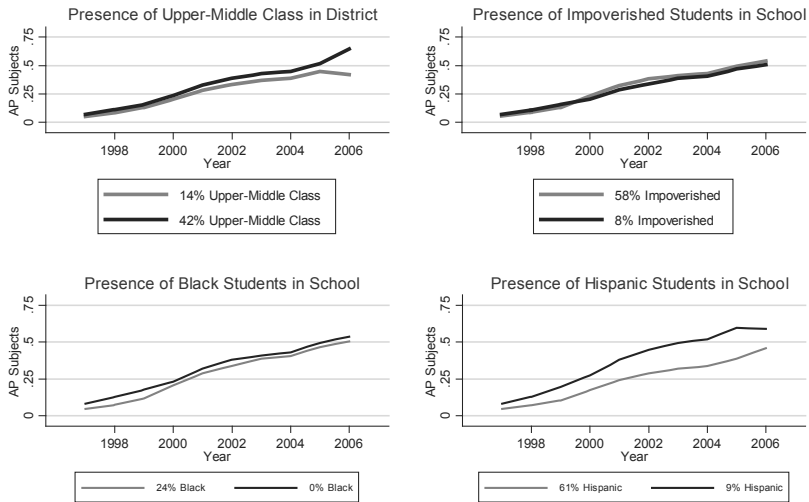 Presence of Upper-Middle Class in District
AP Subjects
.75
.5
.25
0
1998 2000 2002 2004 2006
Year
14% Upper-Middle Class
42% Upper-Middle Class
Presence of Impoverished Students in School
AP Subjects
.75
.5
.25
0
1998 2000 2002 2004 2006
Year
58% Impoverished
8% Impoverished
Presence of Black Students in School
AP Subjects
.75
.5
.25
0
1998 2000 2002 2004 2006
Year
24% Black 0% Black
Presence of Hispanic Students in School
AP Subjects
.75
.5
.25
0
1998 2000 2002 2004 2006
Year
61% Hispanic 9% Hispanic